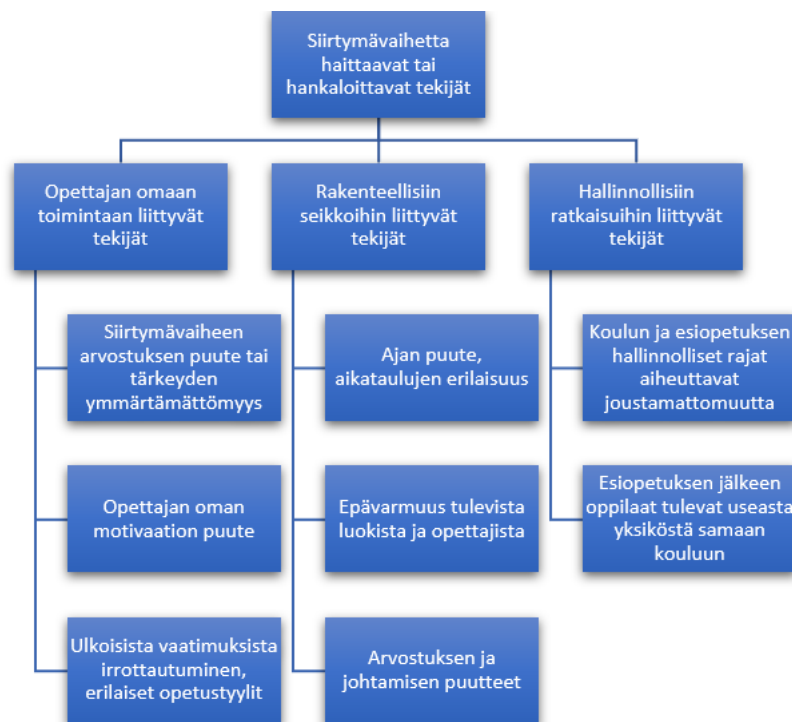 Siirtymävaihetta
haittaavat tai
hankaloittavat tekijät
Opettajan omaan
toimintaan liittyvät
tekijät
Rakenteellisiin
seikkoihin liittyvät
tekijät
Hallinnollisiin
ratkaisuihin liittyvät
tekijät
Siirtymävaiheen
arvostuksen puute tai
tärkeyden
ymmärtämättömyys
Ajan puute,
aikataulujen erilaisuus
Koulun ja esiopetuksen
hallinnolliset rajat
aiheuttavat
joustamattomuutta
Opettajan oman
motivaation puute
Epävarmuus tulevista
luokista ja opettajista
Esiopetuksen jälkeen
oppilaat tulevat useasta
yksiköstä samaan
kouluun
Ulkoisista vaatimuksista
irrottautuminen,
erilaiset opetustyylit
Arvostuksen ja
johtamisen puutteet